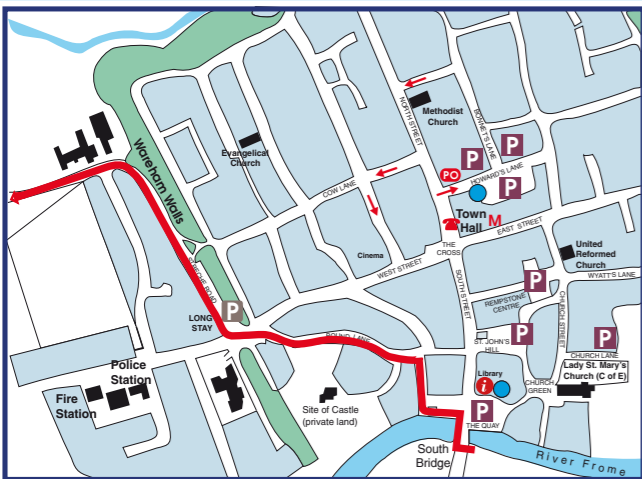 Methodist
Church
NORTH STREET
BONNETT'S LANE
P
P
P
HOWARD'S LANE
PO
Evangelical
Church
Wareham Walls
COW LANE
Town
Hall
M
EAST STREET
THE
CROSS
Cinema
WEST STREET
United
Reformed
Church
WYATT'S LANE
SOUTH STREET
P
REMPSTONE
CENTRE
CHURCH STREET
P
LONG
STAY
P
POUND LANE
ST. JOHN'S
HILL
P
CHURCH LANE
Lady St. Mary's
Church (C of E)
Library
i
CHURCH
GREEN
P
THE QUAY
Police
Station
Fire
Station
Site of Castle
(private land)
South
Bridge
River Frome